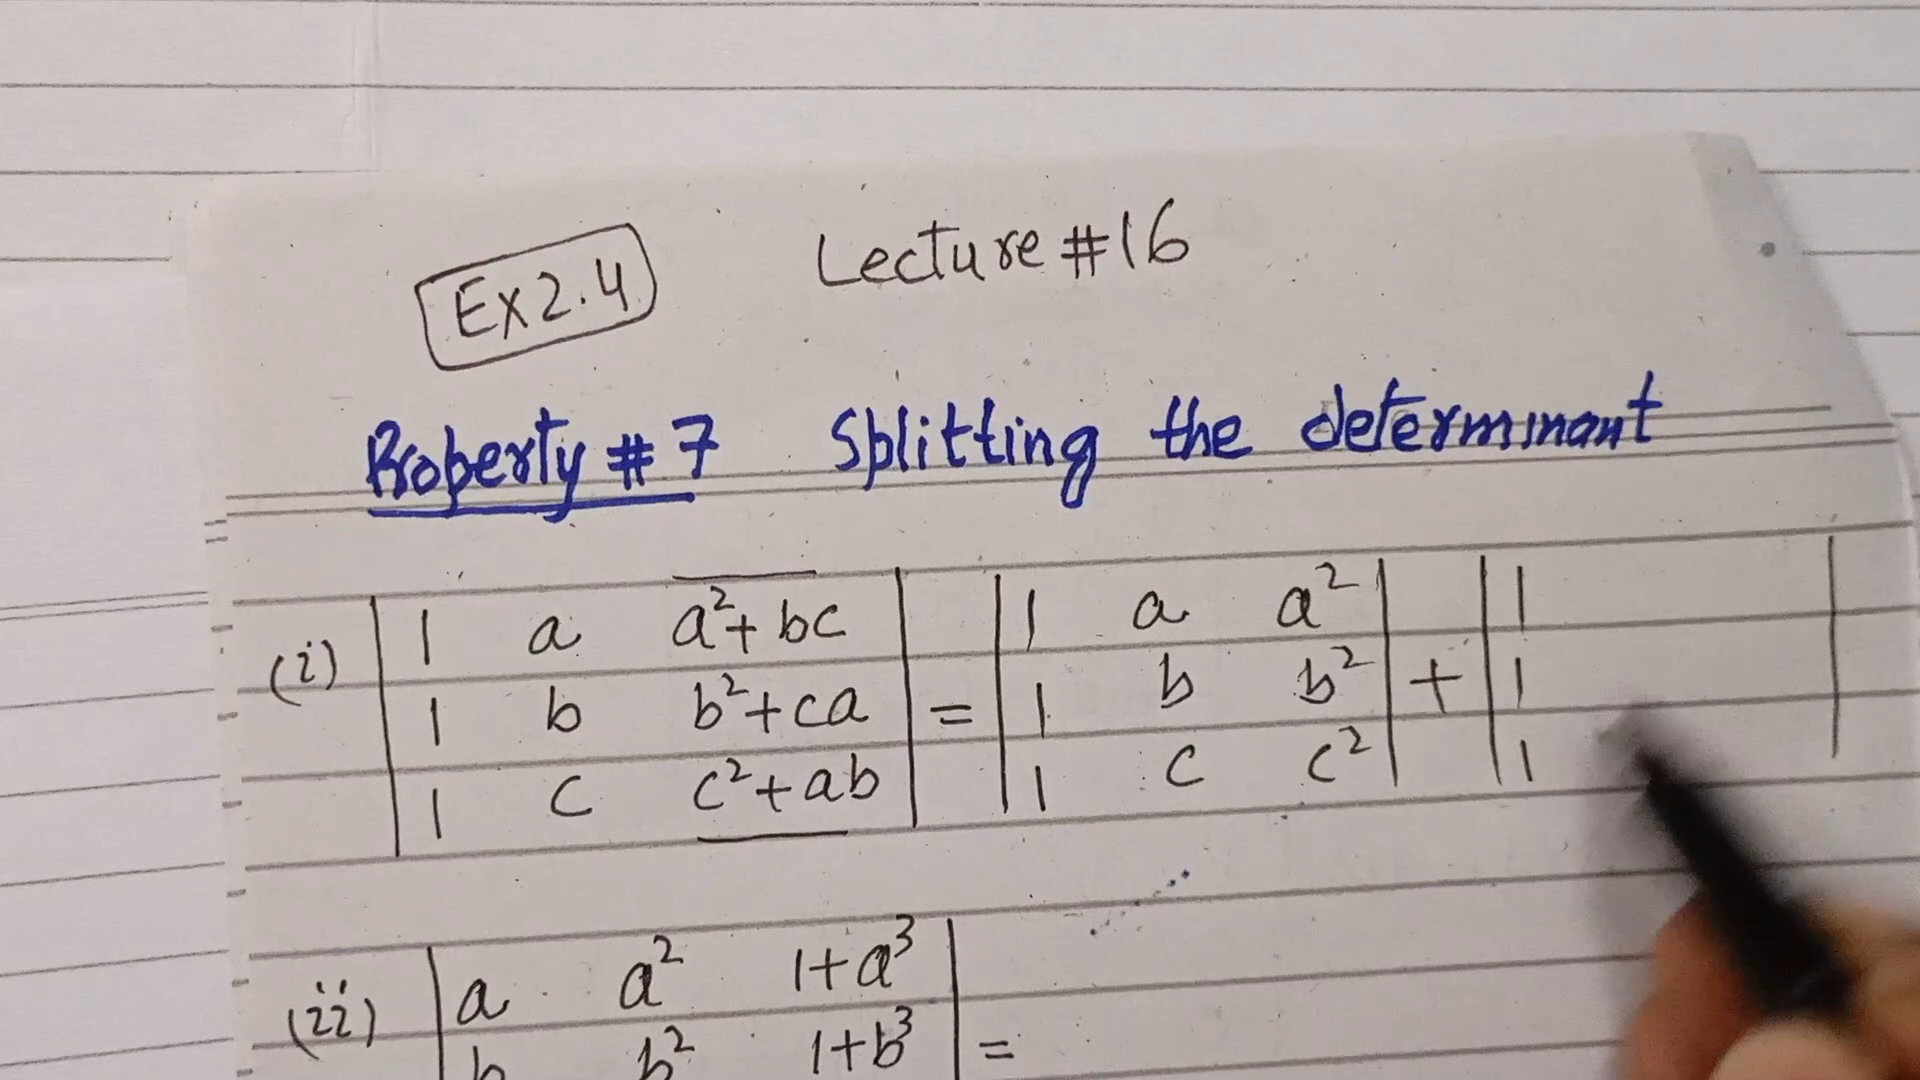 Ex 2.4 Lecture #16
Property #7 Splitting the determinant
(i) | 1 a a²+bc | | 1 a a² | | 1 |
| 1 b b²+ca | = | 1 b b² | + | 1 |
| 1 c c²+ab | | 1 c c² | | 1 |
(ii) | a a² 1+a³ |
| b b² 1+b³ | =